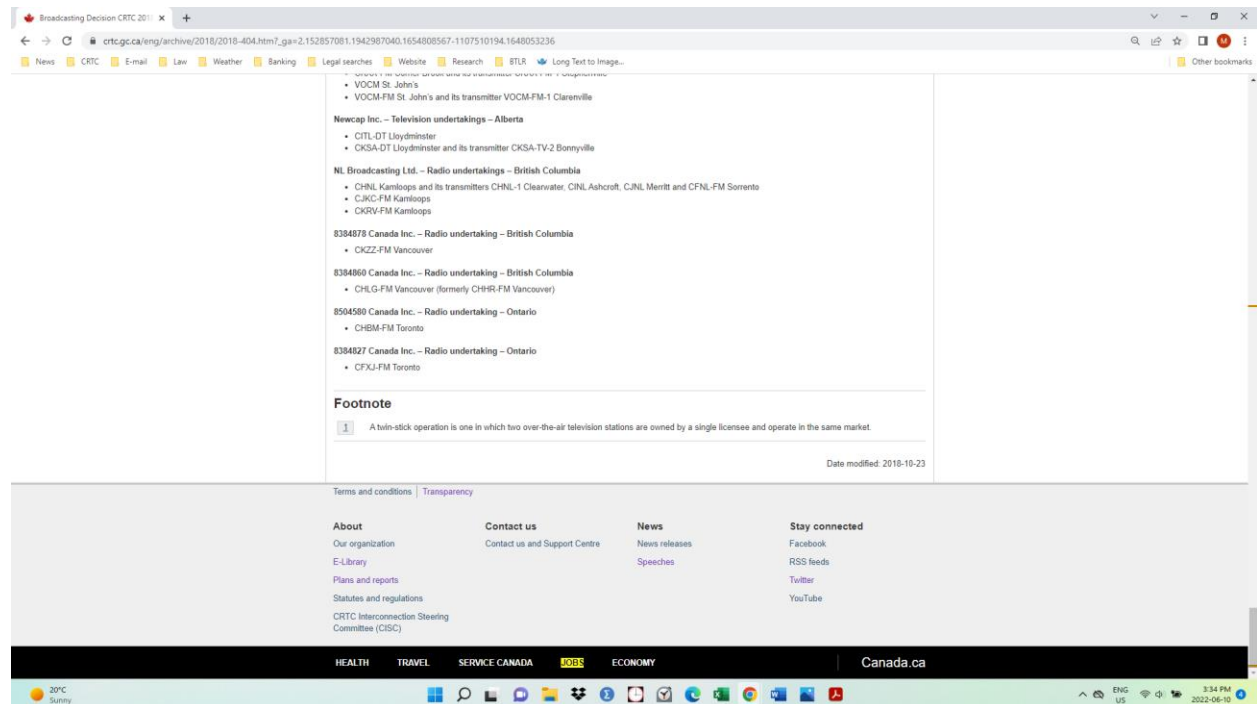 Broadcasting Decision CRTC 201
crtc.gc.ca/eng/archive/2018/2018-404.htm?_ga=2.152857081.1942987040.1654808567-1107510194.1648053236
News CRTC E-mail Law Weather Banking Legal searches Website Research BTLR Long Text to Image... Other bookmarks
• VOCM St. John's
• VOCM-FM St. John's and its transmitter VOCM-FM-1 Clarenville
Newcap Inc. – Television undertakings – Alberta
• CITL-DT Lloydminster
• CKSA-DT Lloydminster and its transmitter CKSA-TV-2 Bonnyville
NL Broadcasting Ltd. – Radio undertakings – British Columbia
• CHNL Kamloops and its transmitters CHNL-1 Clearwater, CINL Ashcroft, CJNL Merritt and CFNL-FM Sorrento
• CJKC-FM Kamloops
• CKRV-FM Kamloops
8384878 Canada Inc. – Radio undertaking – British Columbia
• CKZZ-FM Vancouver
8384860 Canada Inc. – Radio undertaking – British Columbia
• CHLG-FM Vancouver (formerly CHHR-FM Vancouver)
8504580 Canada Inc. – Radio undertaking – Ontario
• CHBM-FM Toronto
8384827 Canada Inc. – Radio undertaking – Ontario
• CFXJ-FM Toronto
Footnote
1 A twin-stick operation is one in which two over-the-air television stations are owned by a single licensee and operate in the same market.
Date modified: 2018-10-23
Terms and conditions Transparency
About Contact us News Stay connected
Our organization Contact us and Support Centre News releases Facebook
E-Library Speeches RSS feeds
Plans and reports Twitter
Statutes and regulations YouTube
CRTC Interconnection Steering
Committee (CISC)
HEALTH TRAVEL SERVICE CANADA JOBS ECONOMY Canada.ca
20°C ENG 3:34 PM
Sunny US 2022-06-10 4